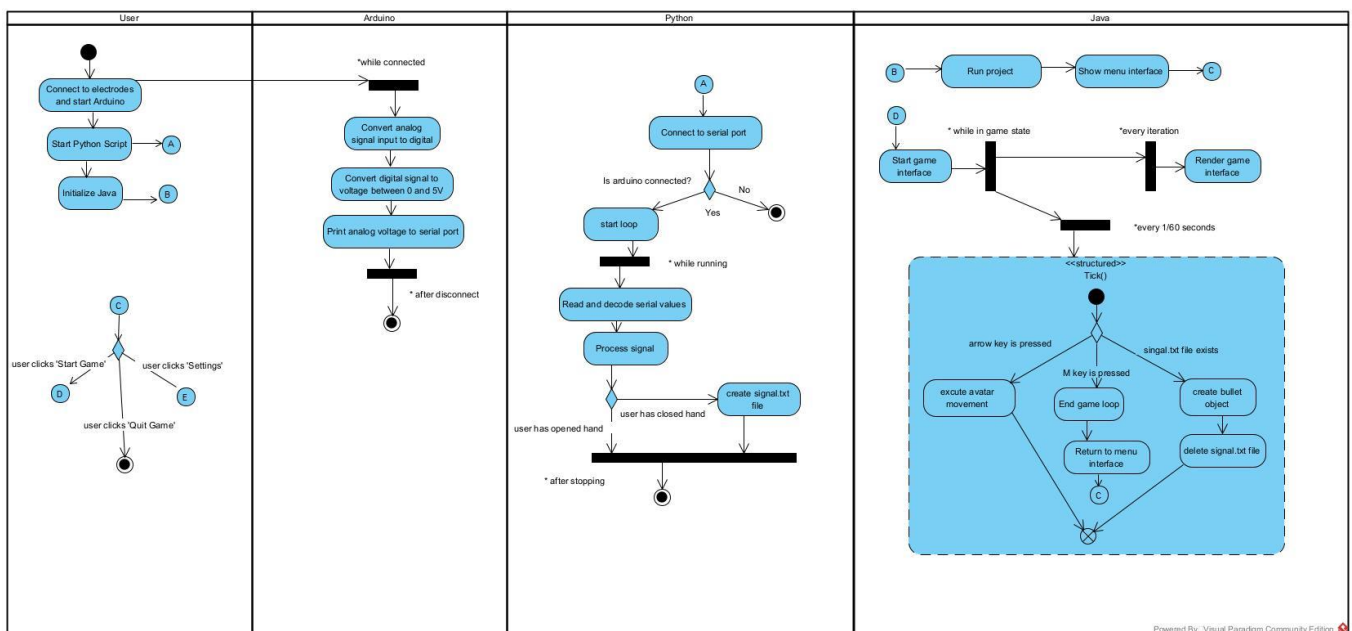 User
Arduino
Python
Java
Connect to electrodes
and start Arduino
Start Python Script
A
Initialize Java
B
C
user clicks 'Start Game'
user clicks 'Settings'
D
E
user clicks 'Quit Game'
*while connected
Convert analog
signal input to digital
Convert digital signal to
voltage between 0 and 5V
Print analog voltage to serial port
* after disconnect
A
Connect to serial port
Is arduino connected?
No
Yes
start loop
* while running
Read and decode serial values
Process signal
create signal.txt
file
user has closed hand
user has opened hand
* after stopping
B
Run project
Show menu interface
C
D
* while in game state
*every iteration
Start game
interface
Render game
interface
*every 1/60 seconds
<<structured>>
Tick()
arrow key is pressed
singal.txt file exists
M key is pressed
excute avatar
movement
End game loop
create bullet
object
Return to menu
interface
delete signal.txt file
C
Powered By Visual Paradigm Community Edition